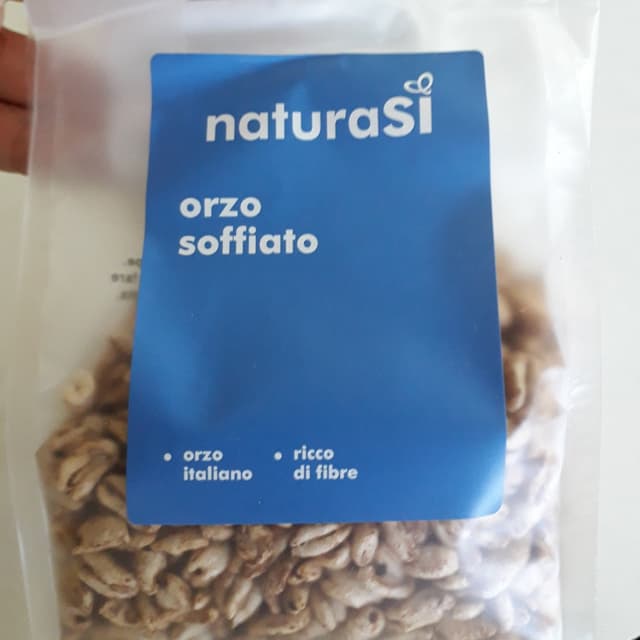 naturaSì
orzo
soffiato
orzo
italiano
ricco
di fibre